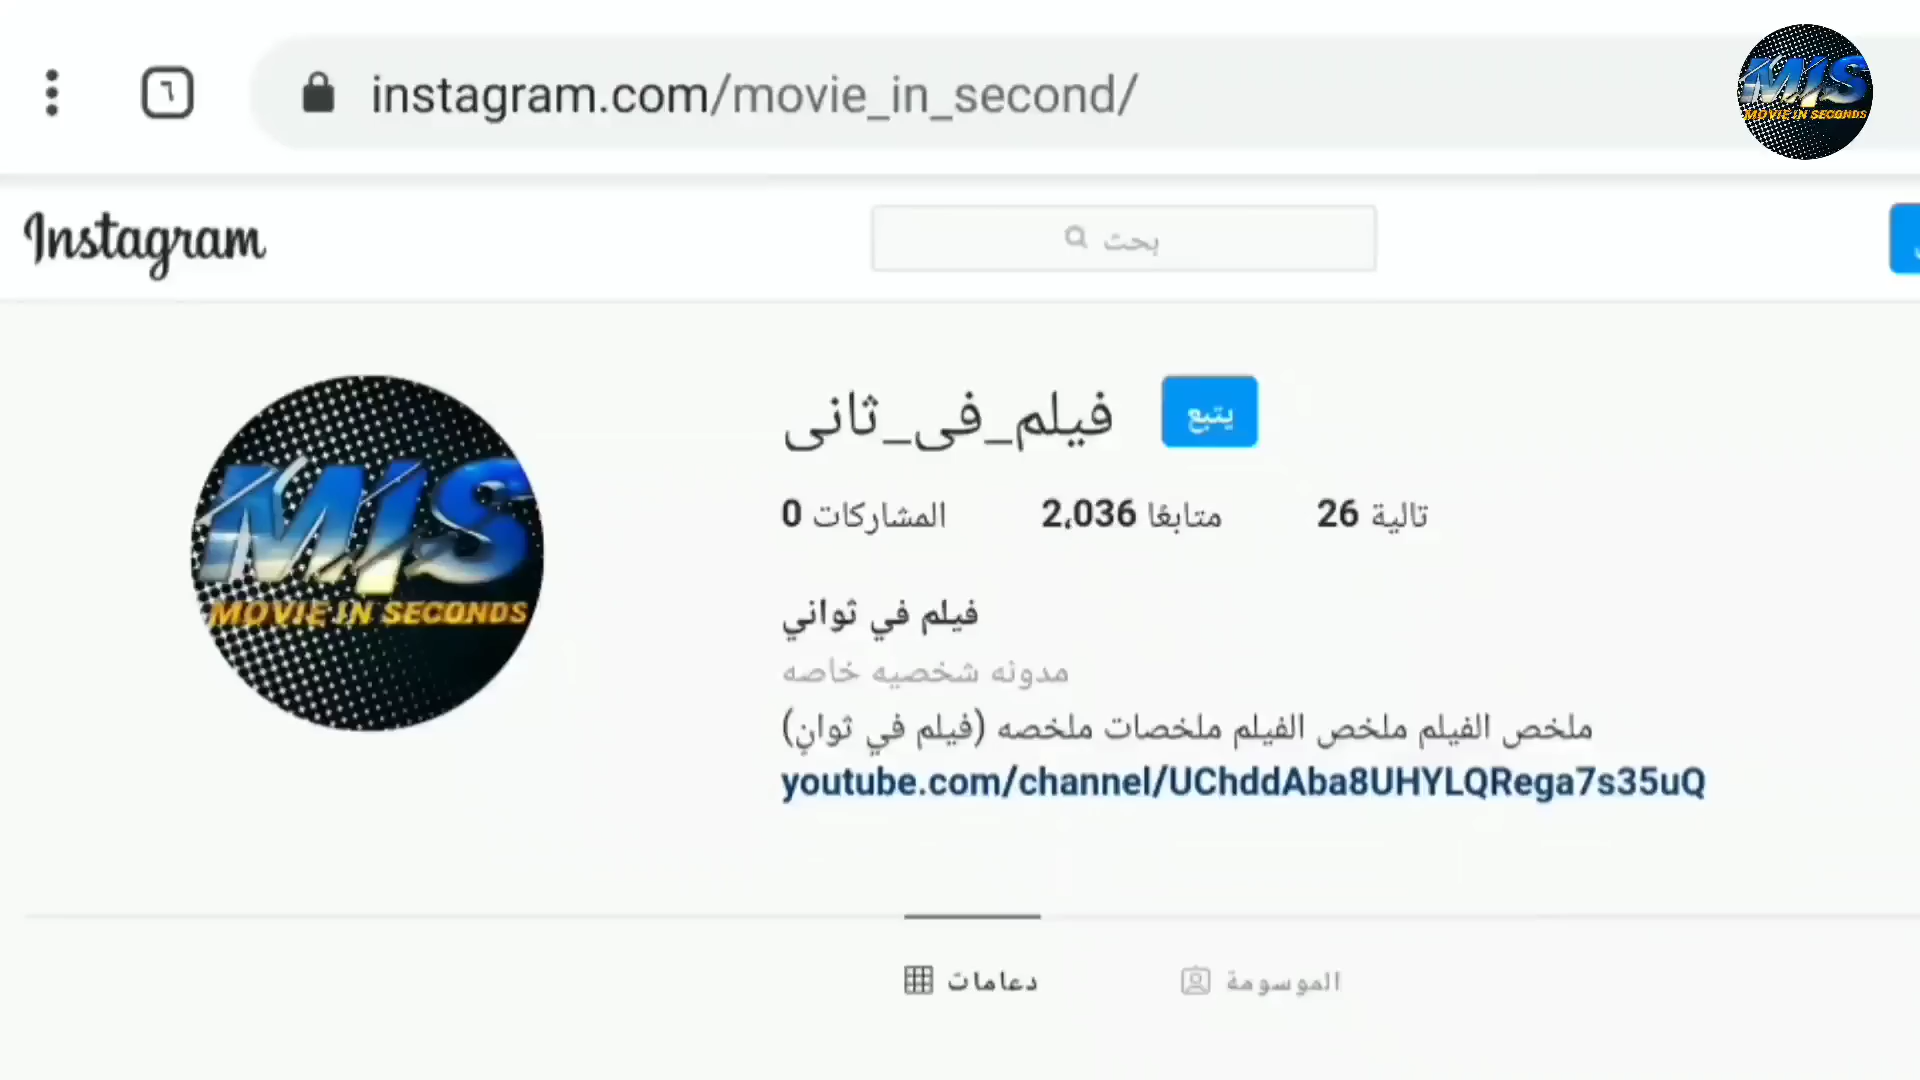 ٦
instagram.com/movie_in_second/
MIS
MOVIE IN SECONDS
Instagram
بحث
فيلم_فى_ثانى
يتبع
0 المشاركات
2,036 متابعًا
26 تالية
MIS
MOVIE IN SECONDS
فيلم في ثواني
مدونه شخصيه خاصه
ملخص الفيلم ملخص الفيلم ملخصات ملخصه (فيلم في ثوانٍ)
youtube.com/channel/UChddAba8UHYLQRega7s35uQ
دعامات
الموسومة